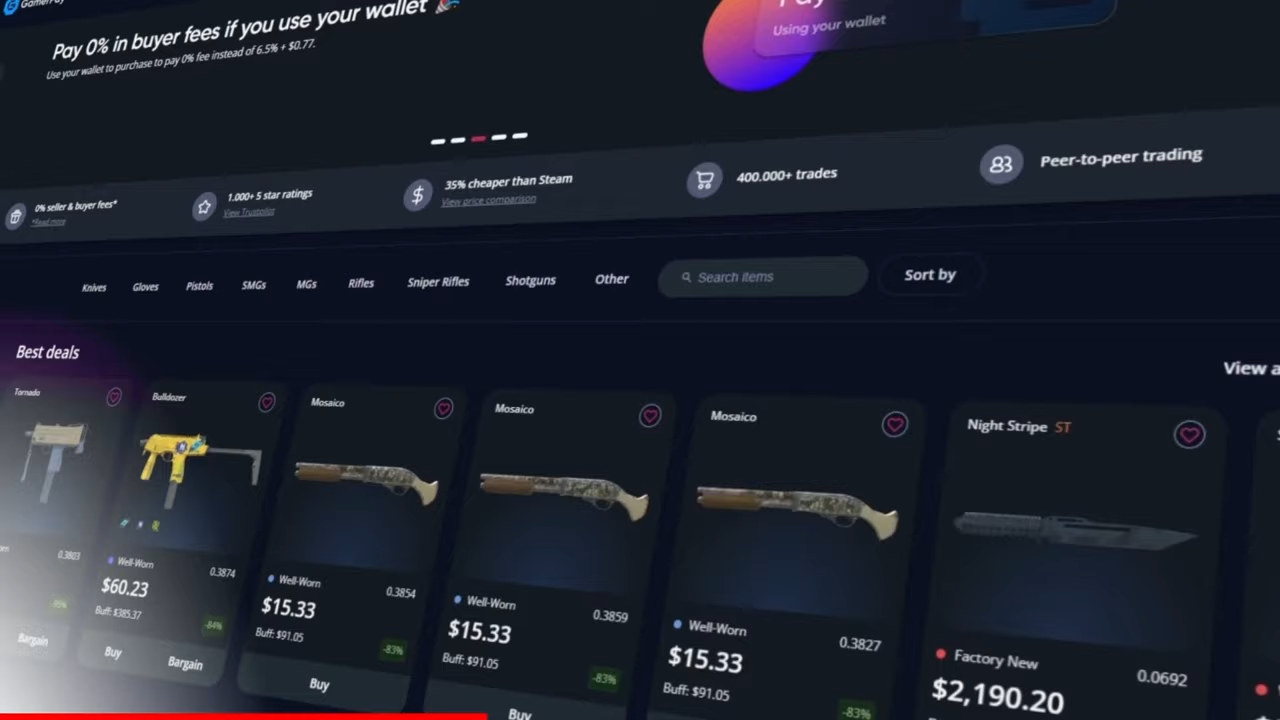 Pay 0% in buyer fees if you use your wallet 🎉
Use your wallet to purchase to pay 0% fee instead of 6.5% + $0.77.
Pay
Using your wallet
0% seller & buyer fees*
*Read more
1.000+ 5 star ratings
View Trustpilot
35% cheaper than Steam
View price comparison
400.000+ trades
Peer-to-peer trading
Knives
Gloves
Pistols
SMGs
MGs
Rifles
Sniper Rifles
Shotguns
Other
Search items
Sort by
Best deals
View
Tornado
0.3803
-95%
Bargain
Bulldozer
Well-Worn
0.3874
$60.23
Buff: $385.37
-84%
Buy
Bargain
Mosaico
Well-Worn
0.3854
$15.33
Buff: $91.05
-83%
Buy
Mosaico
Well-Worn
0.3859
$15.33
Buff: $91.05
-83%
Buy
Mosaico
Well-Worn
0.3827
$15.33
Buff: $91.05
-83%
Night Stripe ST
Factory New
0.0692
$2,190.20